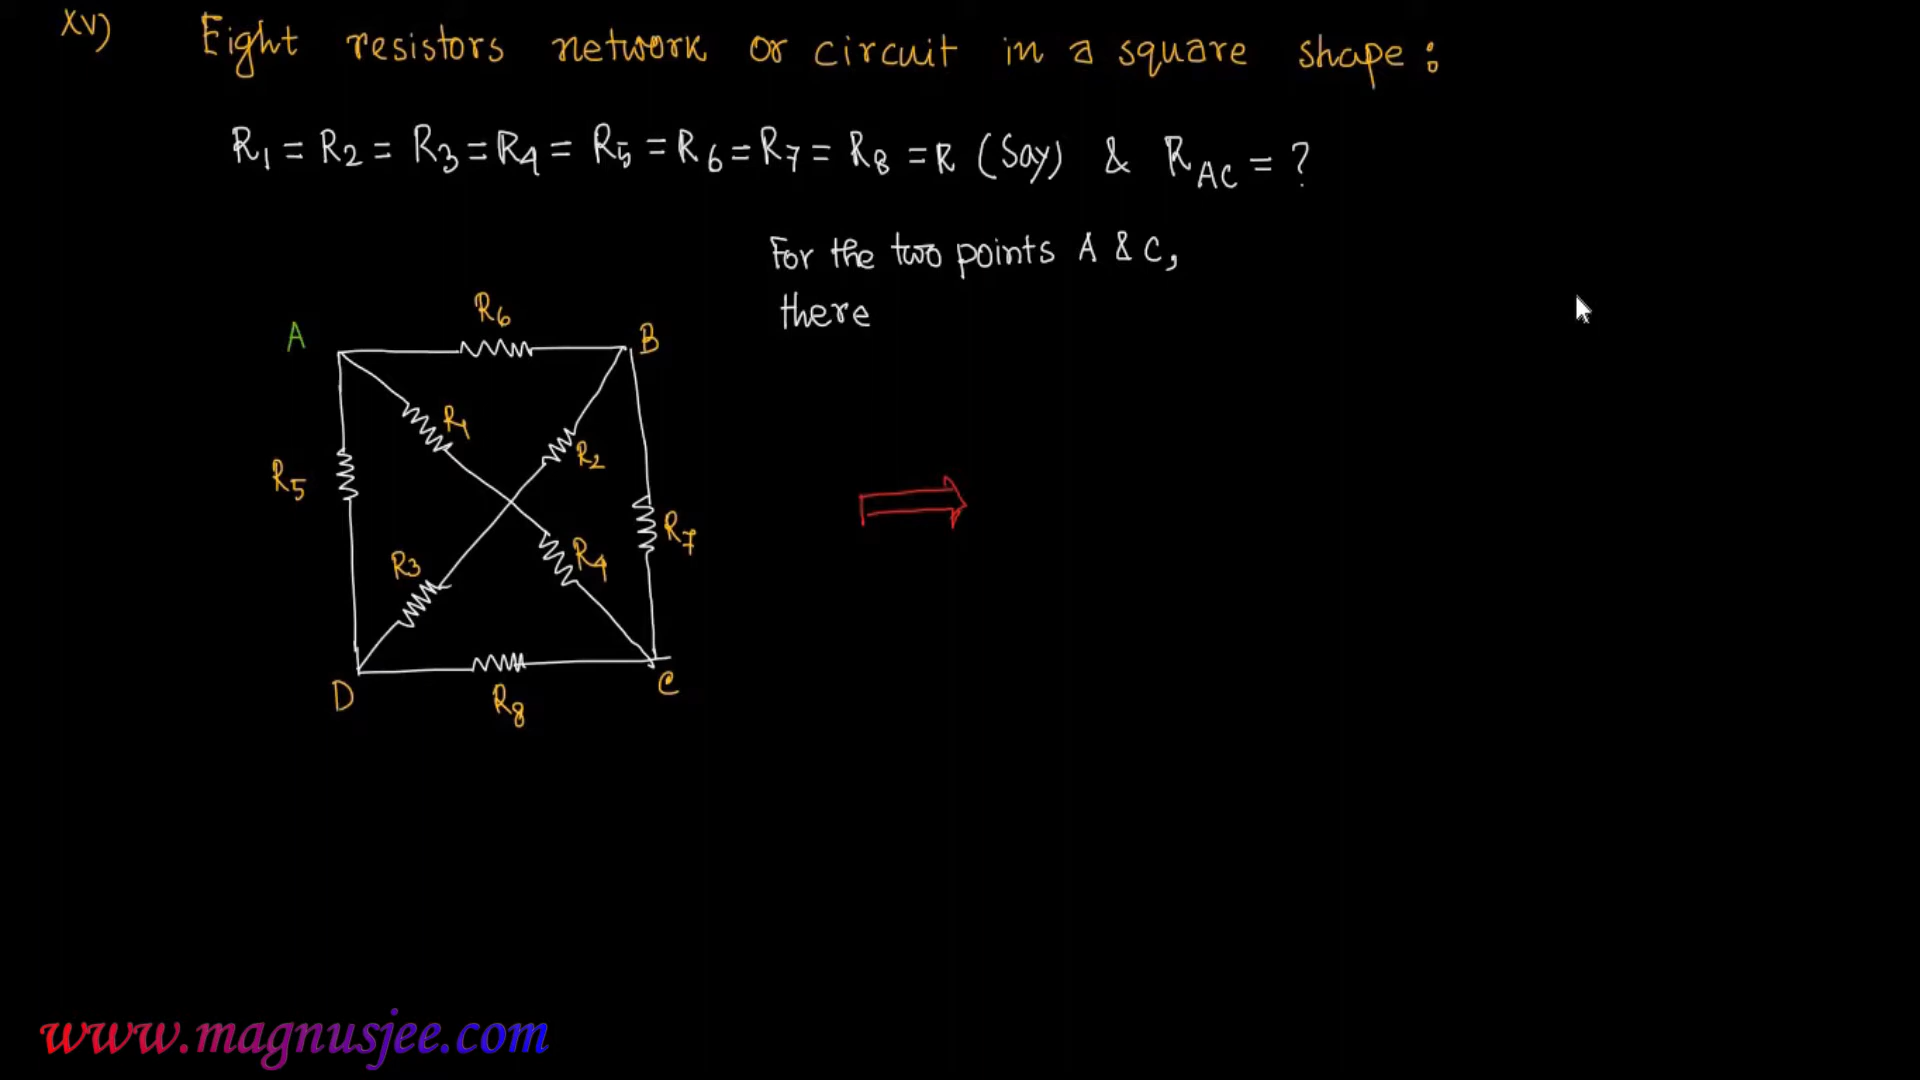 xv) Eight resistors network or circuit in a square shape:
R1 = R2 = R3 = R4 = R5 = R6 = R7 = R8 = R (Say) & RAC = ?
For the two points A & C,
there
R6
A
B
R1
R2
R5
R7
R3
R4
D
C
R8
www.magnusjee.com